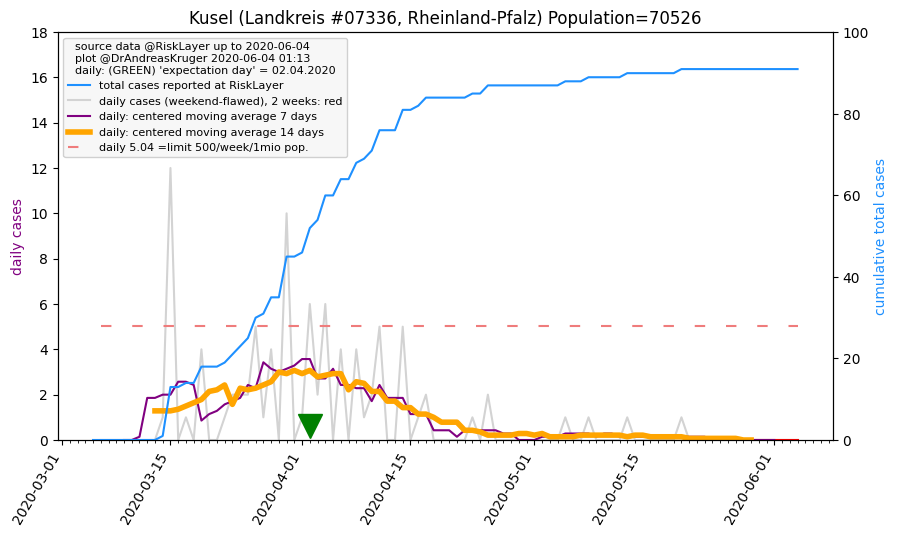 Kusel (Landkreis #07336, Rheinland-Pfalz) Population=70526
source data @RiskLayer up to 2020-06-04
plot @DrAndreasKruger 2020-06-04 01:13
daily: (GREEN) 'expectation day' = 02.04.2020
total cases reported at RiskLayer
daily cases (weekend-flawed), 2 weeks: red
daily: centered moving average 7 days
daily: centered moving average 14 days
daily 5.04 =limit 500/week/1mio pop.
daily cases
18
16
14
12
10
8
6
4
2
0
100
80
60
40
20
0
cumulative total cases
2020-03-01
2020-03-15
2020-04-01
2020-04-15
2020-05-01
2020-05-15
2020-06-01